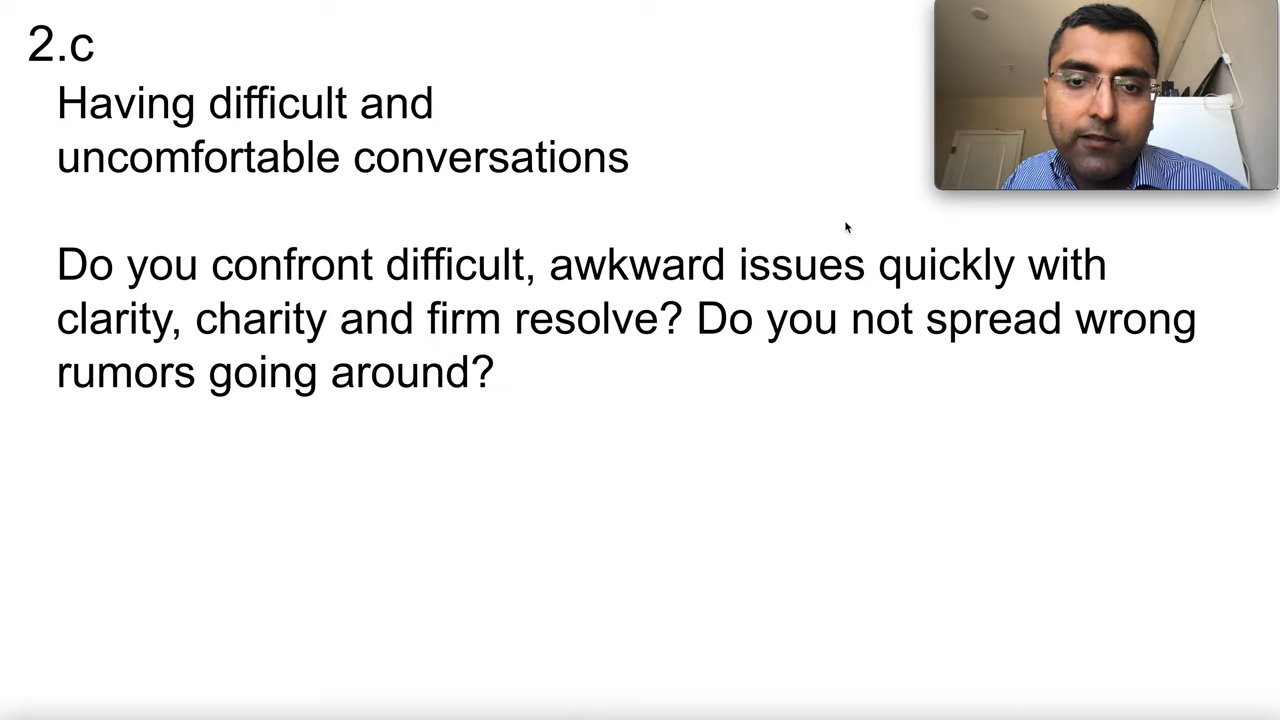 2.c
Having difficult and
uncomfortable conversations
Do you confront difficult, awkward issues quickly with
clarity, charity and firm resolve? Do you not spread wrong
rumors going around?